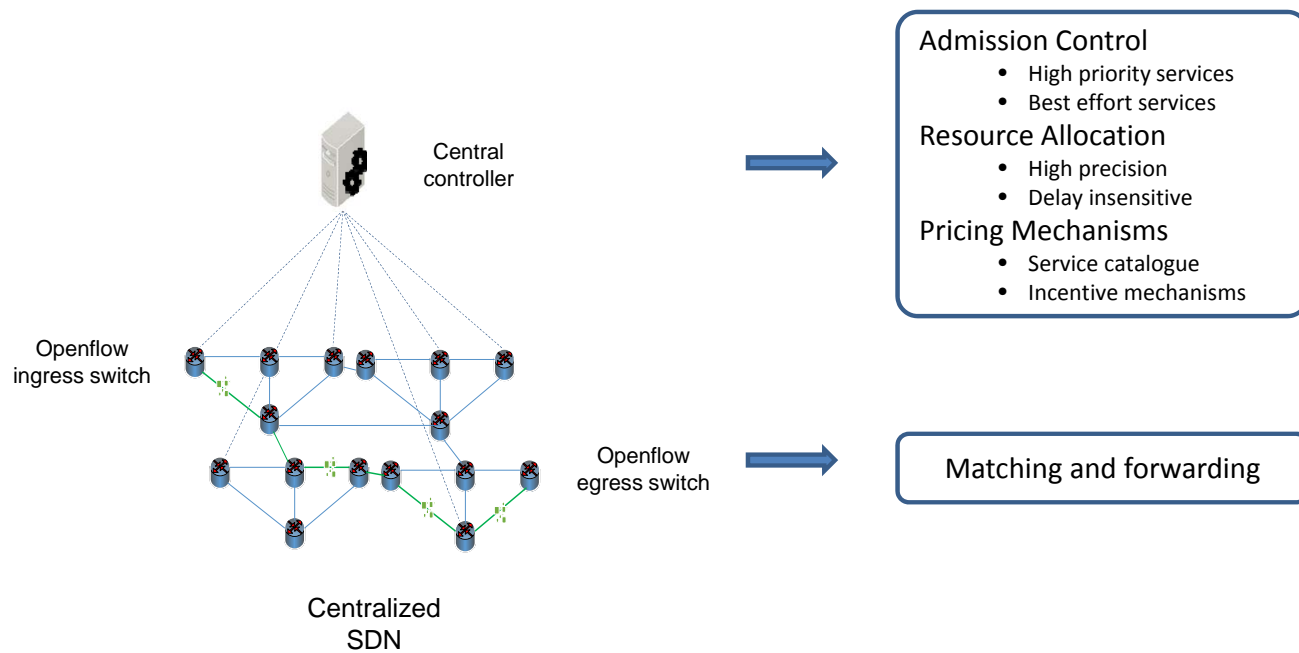 Admission Control
• High priority services
• Best effort services
Resource Allocation
• High precision
• Delay insensitive
Pricing Mechanisms
• Service catalogue
• Incentive mechanisms
Central
controller
Openflow
ingress switch
Openflow
egress switch
Matching and forwarding
Centralized
SDN